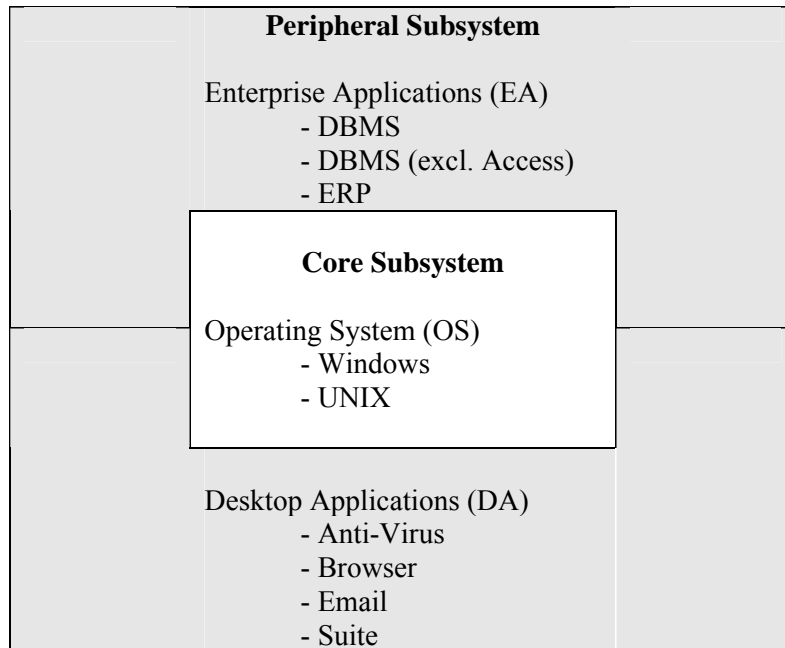 Peripheral Subsystem
Enterprise Applications (EA)
- DBMS
- DBMS (excl. Access)
- ERP
Core Subsystem
Operating System (OS)
- Windows
- UNIX
Desktop Applications (DA)
- Anti-Virus
- Browser
- Email
- Suite